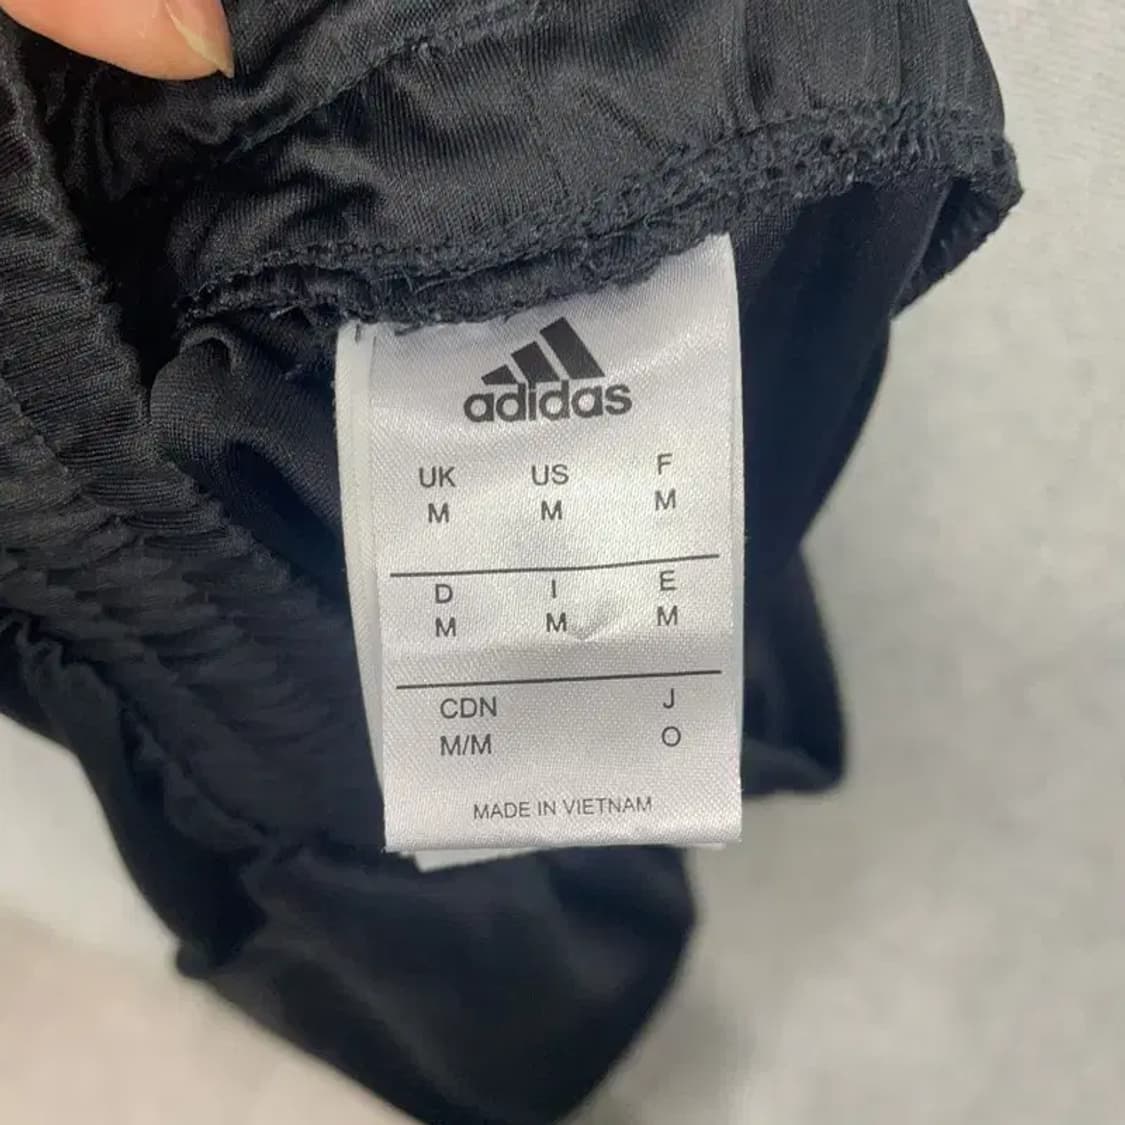 adidas
UK US F
M M M
D I E
M M M
CDN J
M/M O
MADE IN VIETNAM